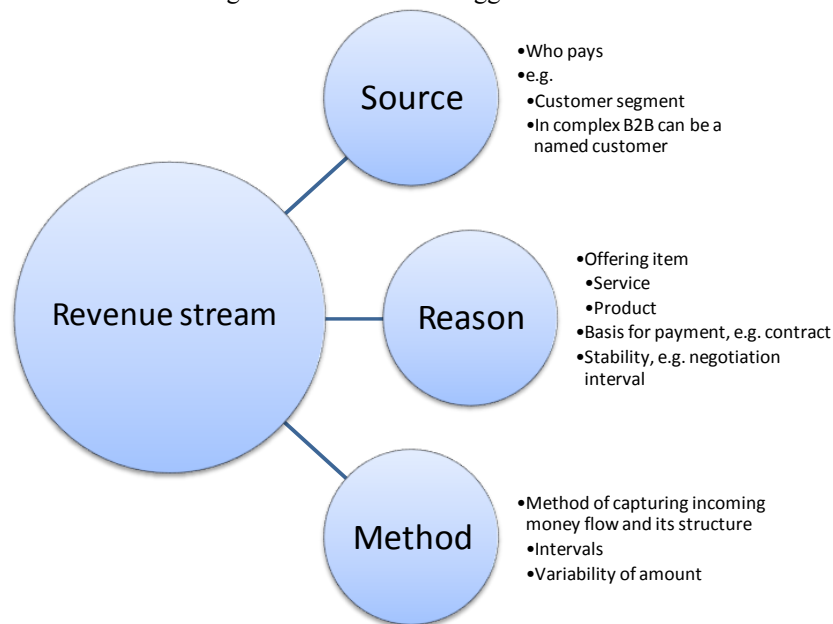 Source
•Who pays
•e.g.
•Customer segment
•In complex B2B can be a
named customer
Revenue stream
Reason
•Offering item
•Service
•Product
•Basis for payment, e.g. contract
•Stability, e.g. negotiation
interval
Method
•Method of capturing incoming
money flow and its structure
•Intervals
•Variability of amount